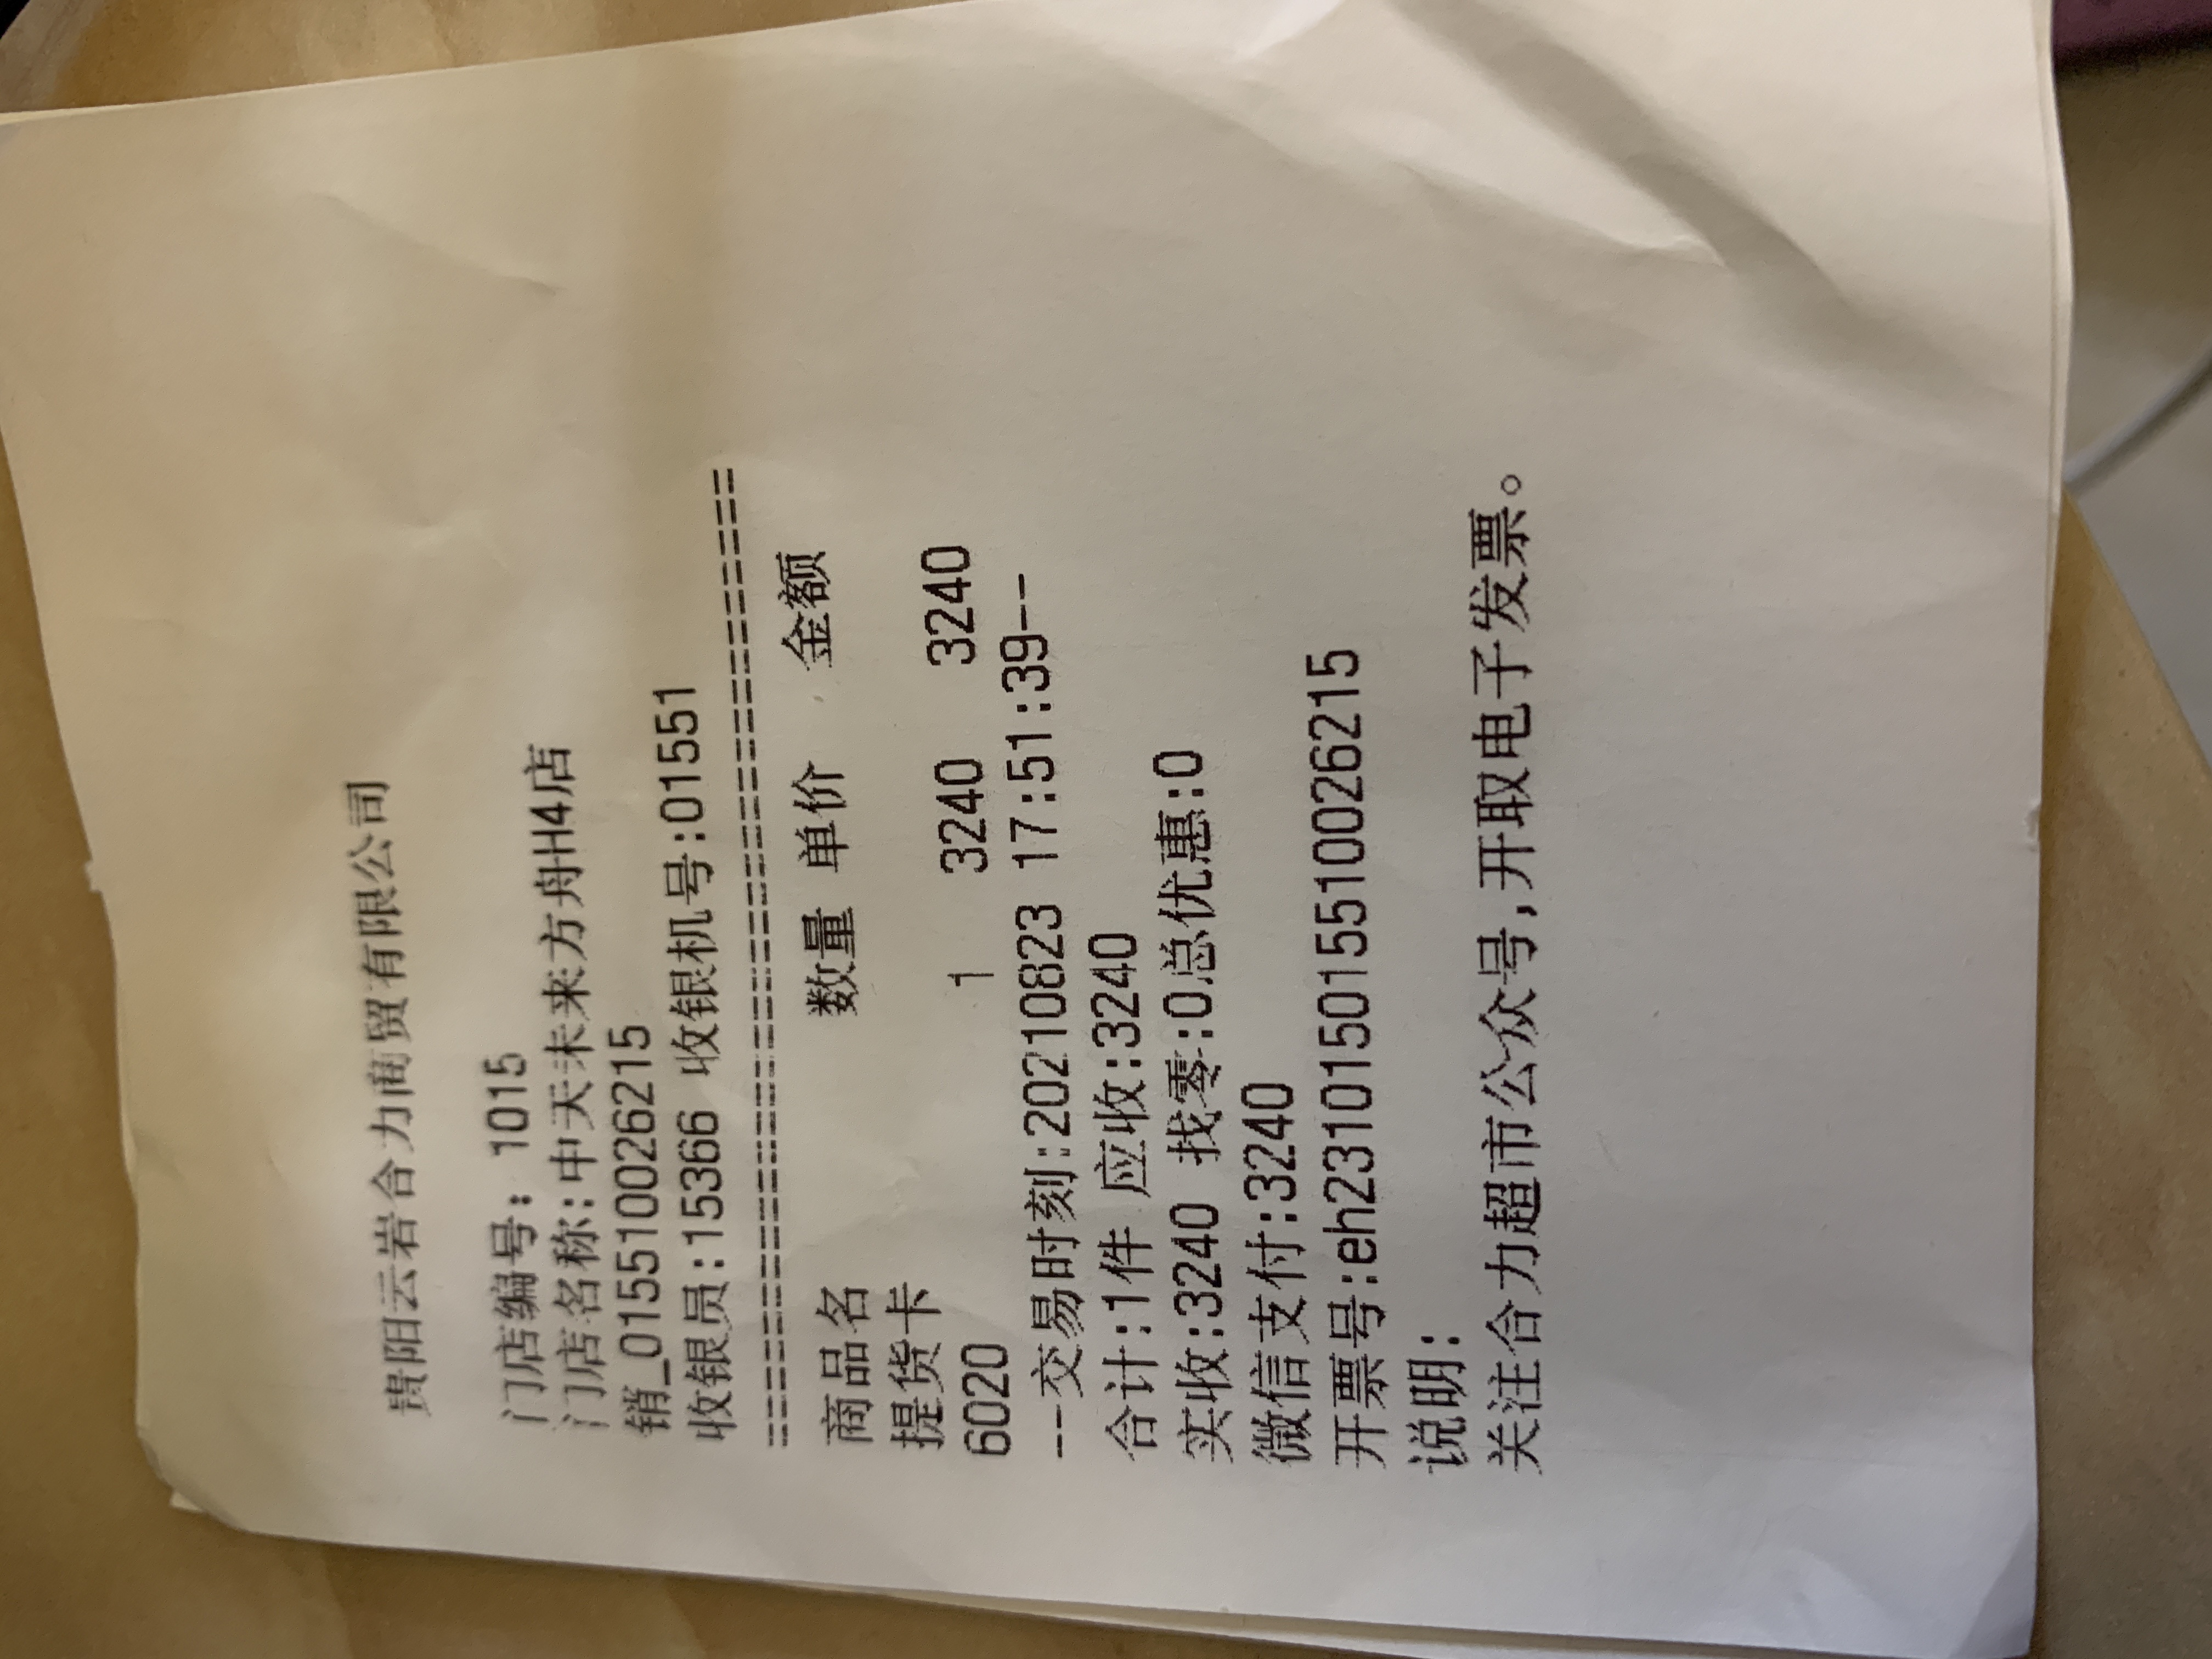 贵阳云岩合力商贸有限公司
门店编号: 1015
门店名称:中天未来方舟H4店
销_015510026215
收银员:15366 收银机号:01551
========================================
商品名 数量 单价 金额
提货卡
6020 1 3240 3240
--交易时刻:20210823 17:51:39--
合计:1件 应收:3240
实收:3240 找零:0总优惠:0
微信支付:3240
开票号:eh231015015510026215
说明:
关注合力超市公众号,开取电子发票。